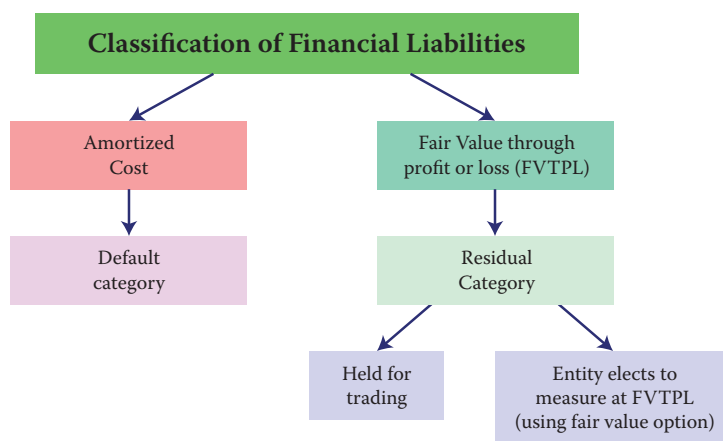 Classification of Financial Liabilities
Amortized
Cost
Fair Value through
profit or loss (FVTPL)
Default
category
Residual
Category
Held for
trading
Entity elects to
measure at FVTPL
(using fair value option)